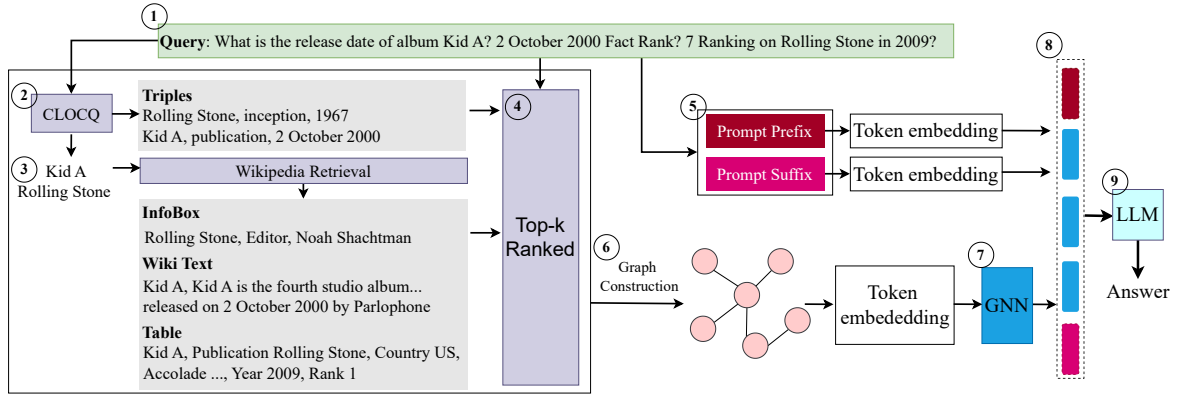 1
Query: What is the release date of album Kid A? 2 October 2000 Fact Rank? 7 Ranking on Rolling Stone in 2009?
2
CLOCQ
Triples
Rolling Stone, inception, 1967
Kid A, publication, 2 October 2000
3
Kid A
Rolling Stone
Wikipedia Retrieval
InfoBox
Rolling Stone, Editor, Noah Shachtman
Wiki Text
Kid A, Kid A is the fourth studio album...
released on 2 October 2000 by Parlophone
Table
Kid A, Publication Rolling Stone, Country US,
Accolade ..., Year 2009, Rank 1
4
Top-k
Ranked
5
Prompt Prefix
Token embedding
Prompt Suffix
Token embedding
6
Graph
Construction
Token
embededding
7
GNN
8
9
LLM
Answer